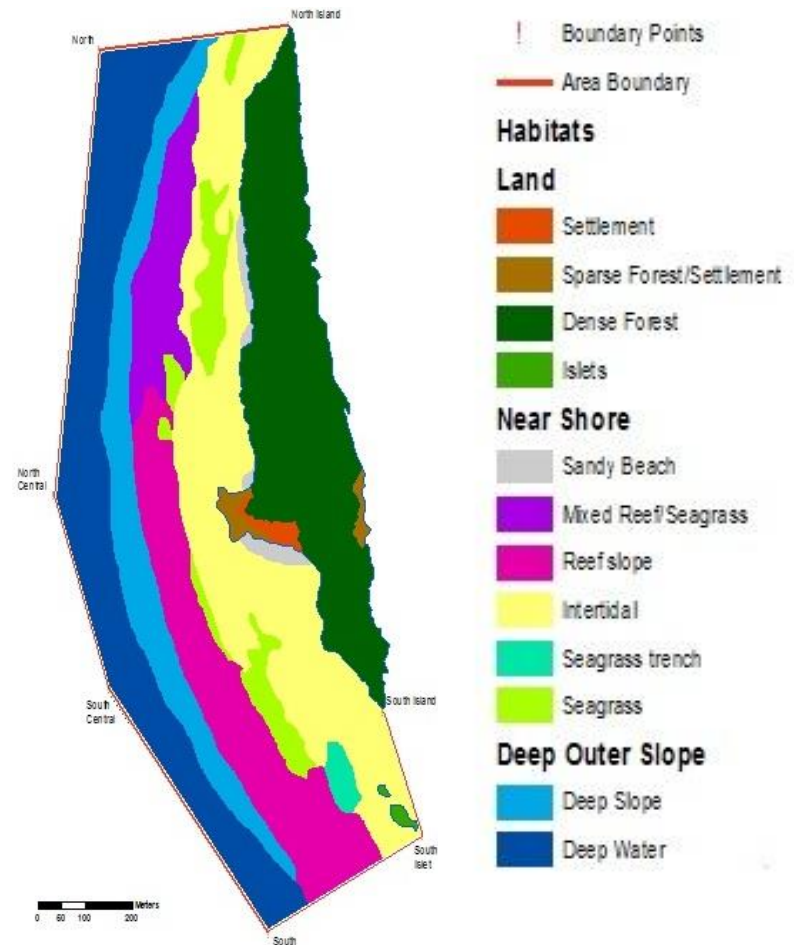 North
North Island
North
Central
South
Central
South Island
South
Islet
South
Meters
0 50 100 200
! Boundary Points
Area Boundary
Habitats
Land
Settlement
Sparse Forest/Settlement
Dense Forest
Islets
Near Shore
Sandy Beach
Mixed Reef/Seagrass
Reef slope
Intertidal
Seagrass trench
Seagrass
Deep Outer Slope
Deep Slope
Deep Water